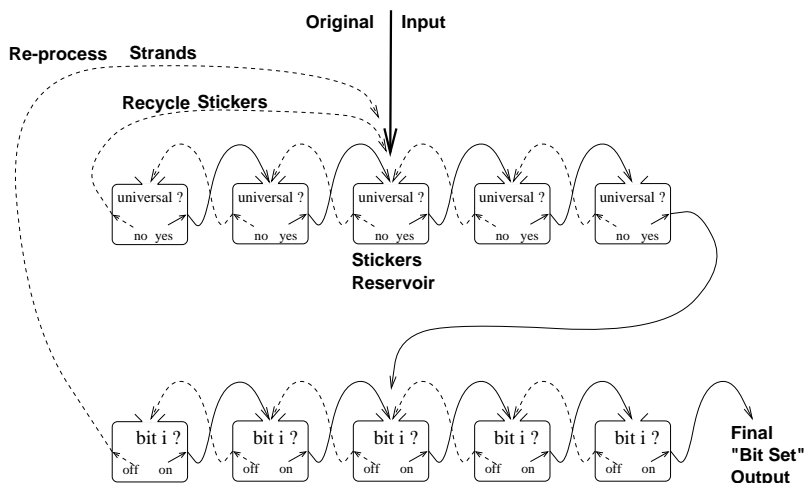 Original Input
Re-process Strands
Recycle Stickers
universal ? universal ? universal ? universal ? universal ?
no yes no yes no yes no yes no yes
Stickers
Reservoir
bit i ? bit i ? bit i ? bit i ? bit i ?
off on off on off on off on off on
Final
"Bit Set"
Output